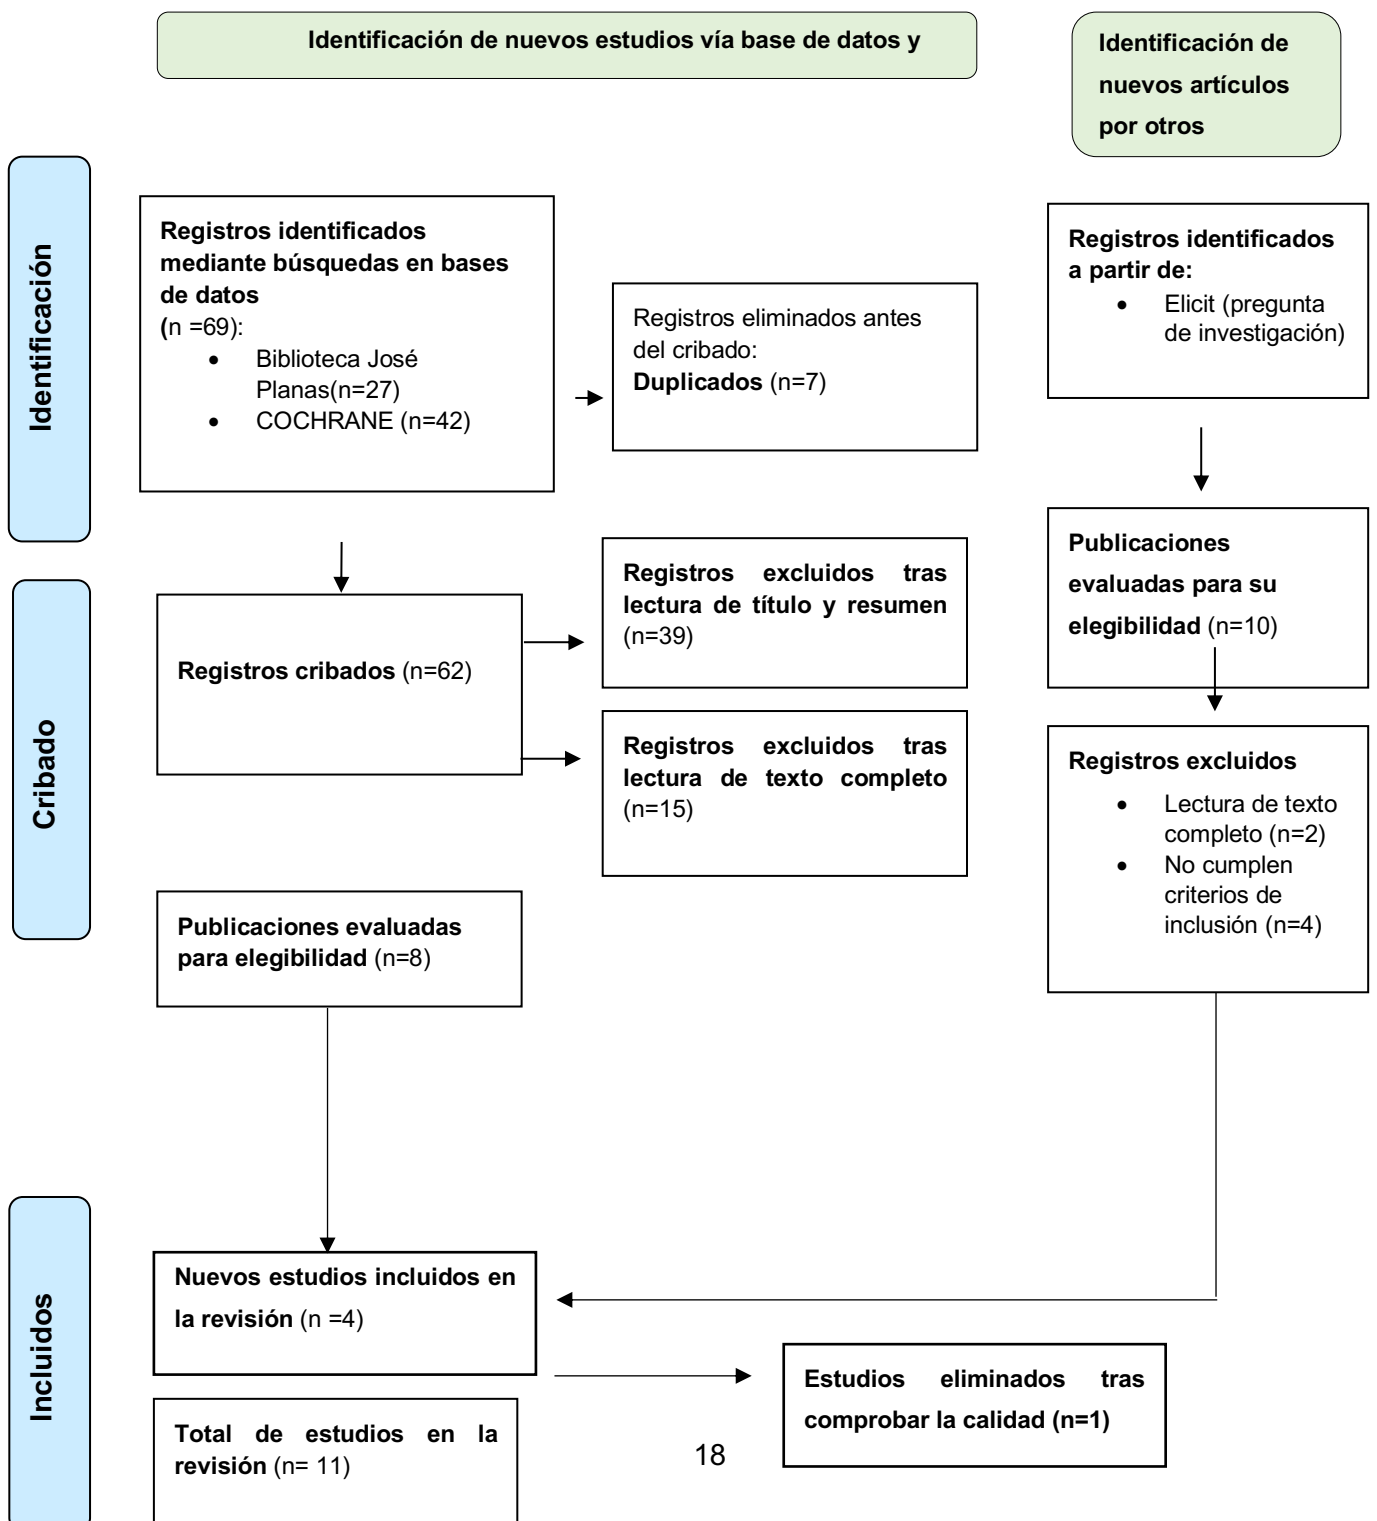 Identificación de nuevos estudios vía base de datos y
Identificación de
nuevos artículos
por otros
Identificación
Registros identificados
mediante búsquedas en bases
de datos
(n =69):
• Biblioteca José
Planas(n=27)
• COCHRANE (n=42)
Registros eliminados antes
del cribado:
Duplicados (n=7)
Registros identificados
a partir de:
• Elicit (pregunta
de investigación)
Cribado
Registros cribados (n=62)
Registros excluidos tras
lectura de título y resumen
(n=39)
Registros excluidos tras
lectura de texto completo
(n=15)
Publicaciones
evaluadas para su
elegibilidad (n=10)
Registros excluidos
• Lectura de texto
completo (n=2)
• No cumplen
criterios de
inclusión (n=4)
Publicaciones evaluadas
para elegibilidad (n=8)
Incluidos
Nuevos estudios incluidos en
la revisión (n =4)
Estudios eliminados tras
comprobar la calidad (n=1)
Total de estudios en la
revisión (n= 11)
18